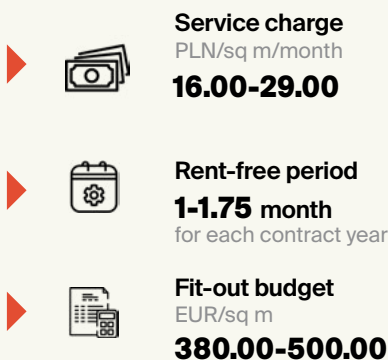 Service charge
PLN/sq m/month
16.00-29.00
Rent-free period
1-1.75 month
for each contract year
Fit-out budget
EUR/sq m
380.00-500.00